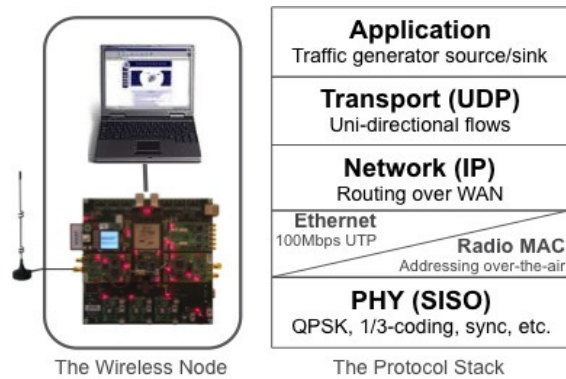 Application
Traffic generator source/sink
Transport (UDP)
Uni-directional flows
Network (IP)
Routing over WAN
Ethernet
100Mbps UTP
Radio MAC
Addressing over-the-air
PHY (SISO)
QPSK, 1/3-coding, sync, etc.
The Wireless Node
The Protocol Stack